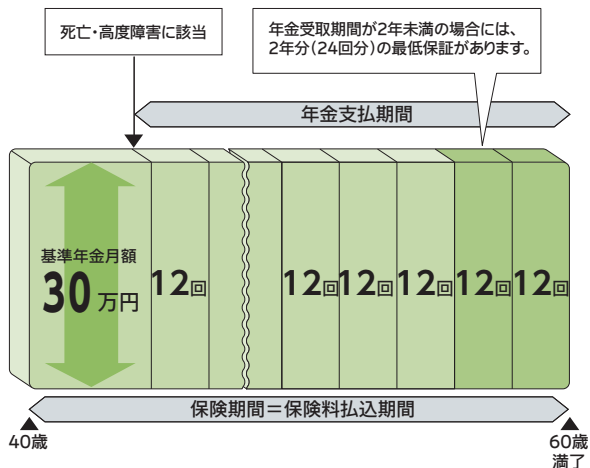 死亡・高度障害に該当
年金受取期間が2年未満の場合には、
2年分(24回分)の最低保証があります。
年金支払期間
基準年金月額
30万円
12回
12回
12回
12回
12回
12回
保険期間=保険料払込期間
40歳
60歳
満了